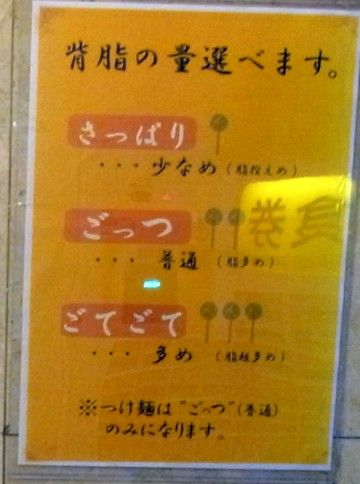 背脂の量選べます。
さっぱり
・・・少なめ（脂控えめ）
ごっつ
・・・普通（脂多め）
ごてごて
・・・多め（脂超多め）
※つけ麺は"ごっつ"（普通）
のみになります。
食券